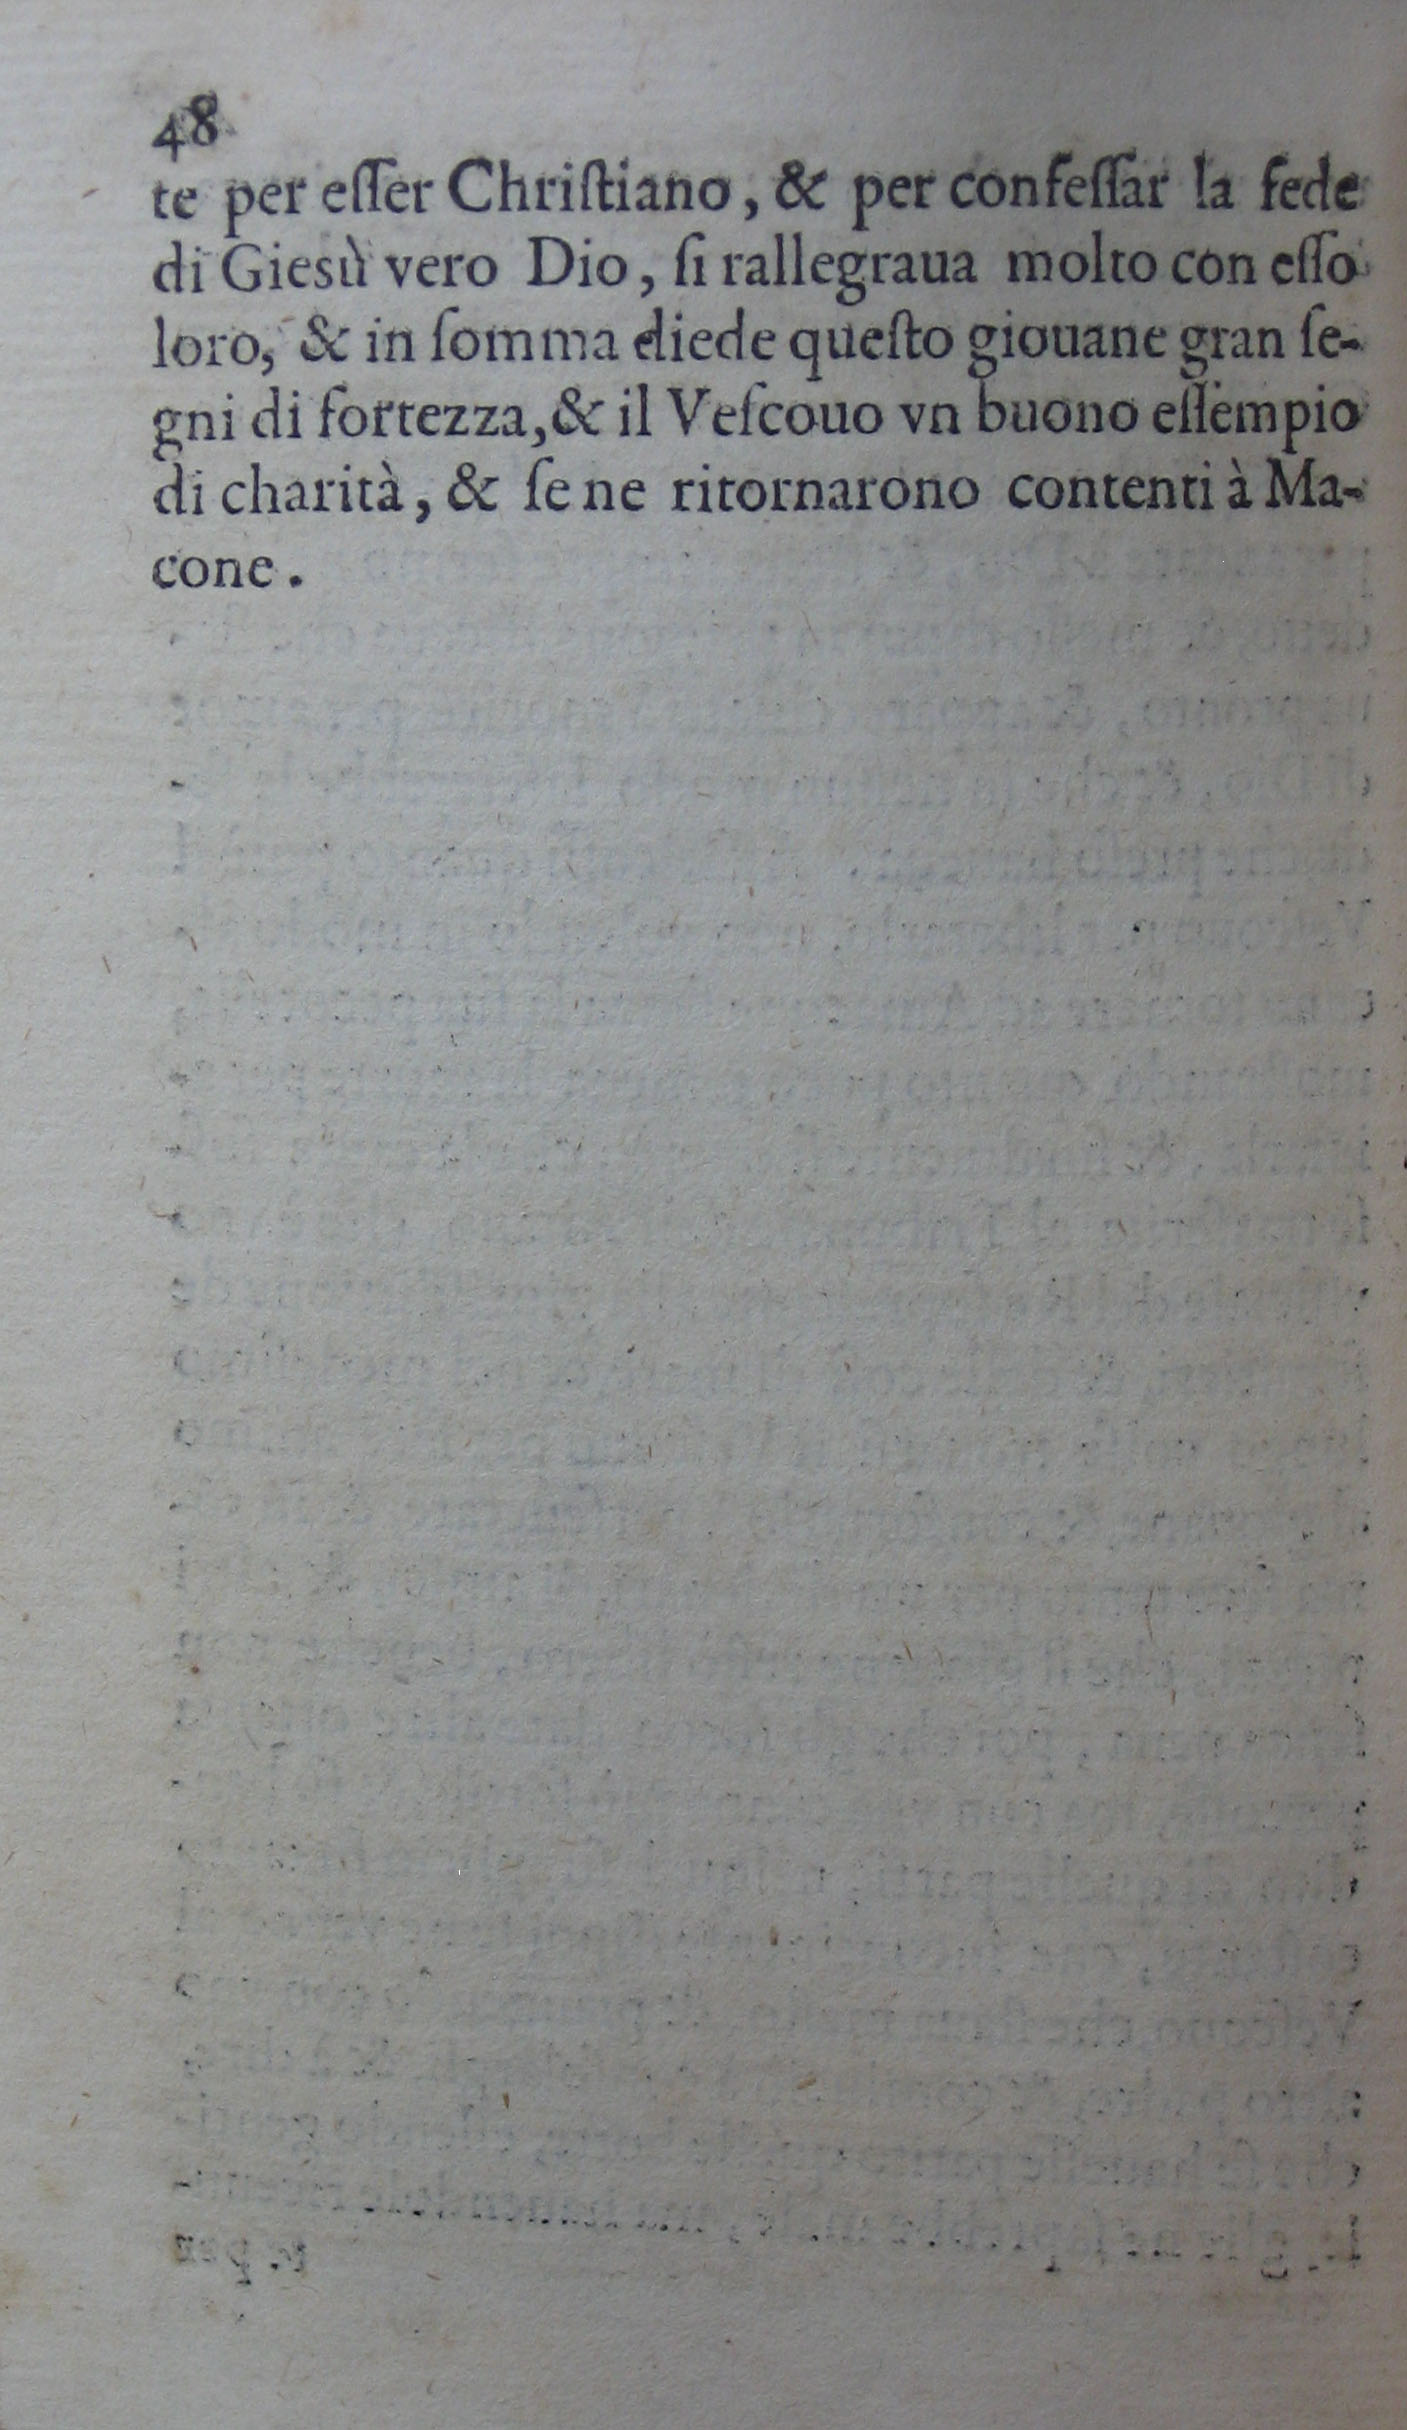 48
te per eſſer Chriſtiano, & per confeſſar la fede
di Giesù vero Dio, ſi rallegraua molto con eſſo
loro, & in ſomma diede queſto giouane gran ſe-
gni di fortezza, & il Veſcouo vn buono eſſempio
di charità, & ſe ne ritornarono contenti à Ma-
cone.